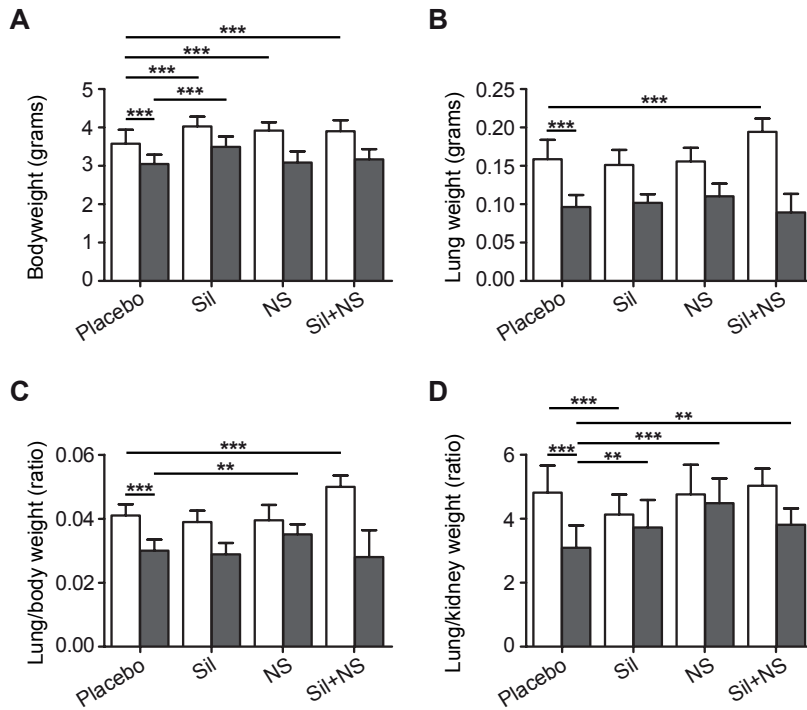 A
***
***
***
***
***
Bodyweight (grams)
5
4
3
2
1
0
Placebo
Sil
NS
Sil+NS
B
***
***
Lung weight (grams)
0.25
0.20
0.15
0.10
0.05
0.00
Placebo
Sil
NS
Sil+NS
C
***
**
***
Lung/body weight (ratio)
0.06
0.04
0.02
0.00
Placebo
Sil
NS
Sil+NS
D
***
**
***
***
**
Lung/kidney weight (ratio)
6
4
2
0
Placebo
Sil
NS
Sil+NS